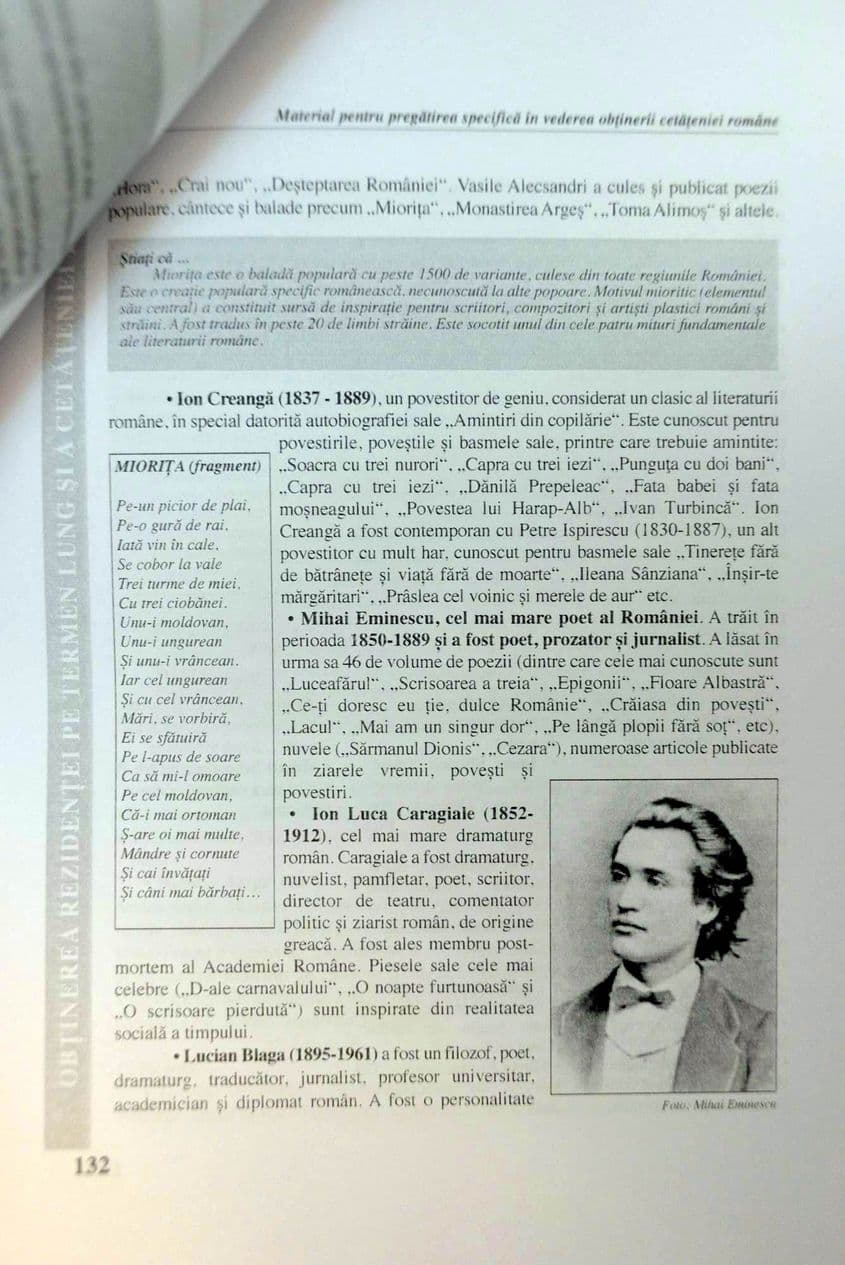 Material pentru pregătirea specifică în vederea obținerii cetățeniei române
„Hora“, „Crai nou“, „Deșteptarea României“. Vasile Alecsandri a cules și publicat poezii
populare, cântece și balade precum „Miorița“, „Monastirea Argeș“, „Toma Alimoș“ și altele.
Știați că ...
Miorița este o baladă populară cu peste 1500 de variante, culese din toate regiunile României.
Este o creație populară specific românească, necunoscută la alte popoare. Motivul mioritic (elementul
său central) a constituit sursă de inspirație pentru scriitori, compozitori și artiști plastici români și
străini. A fost tradus în peste 20 de limbi străine. Este socotit unul din cele patru mituri fundamentale
ale literaturii române.
• Ion Creangă (1837 - 1889), un povestitor de geniu, considerat un clasic al literaturii
române, în special datorită autobiografiei sale „Amintiri din copilărie“. Este cunoscut pentru
povestirile, poveștile și basmele sale, printre care trebuie amintite:
„Soacra cu trei nurori“, „Capra cu trei iezi“, „Punguța cu doi bani“,
„Capra cu trei iezi“, „Dănilă Prepeleac“, „Fata babei și fata
moșneagului“, „Povestea lui Harap-Alb“, „Ivan Turbincă“. Ion
Creangă a fost contemporan cu Petre Ispirescu (1830-1887), un alt
povestitor cu mult har, cunoscut pentru basmele sale „Tinerețe fără
de bătrânețe și viață fără de moarte“, „Ileana Sânziana“, „Înșir-te
mărgăritari“, „Prâslea cel voinic și merele de aur“ etc.
• Mihai Eminescu, cel mai mare poet al României. A trăit în
perioada 1850-1889 și a fost poet, prozator și jurnalist. A lăsat în
urma sa 46 de volume de poezii (dintre care cele mai cunoscute sunt
„Luceafărul“, „Scrisoarea a treia“, „Epigonii“, „Floare Albastră“,
„Ce-ți doresc eu ție, dulce Românie“, „Crăiasa din povești“,
„Lacul“, „Mai am un singur dor“, „Pe lângă plopii fără soț“, etc),
nuvele („Sărmanul Dionis“, „Cezara“), numeroase articole publicate
în ziarele vremii, povești și
povestiri.
• Ion Luca Caragiale (1852-
1912), cel mai mare dramaturg
român. Caragiale a fost dramaturg,
nuvelist, pamfletar, poet, scriitor,
director de teatru, comentator
politic și ziarist român, de origine
greacă. A fost ales membru post-
mortem al Academiei Române. Piesele sale cele mai
celebre („D-ale carnavalului“, „O noapte furtunoasă“ și
„O scrisoare pierdută“) sunt inspirate din realitatea
socială a timpului.
• Lucian Blaga (1895-1961) a fost un filozof, poet,
dramaturg, traducător, jurnalist, profesor universitar,
academician și diplomat român. A fost o personalitate
MIORIȚA (fragment)
Pe-un picior de plai,
Pe-o gură de rai,
Iată vin în cale,
Se cobor la vale
Trei turme de miei,
Cu trei ciobănei.
Unu-i moldovan,
Unu-i ungurean
Și unu-i vrâncean.
Iar cel ungurean
Și cu cel vrâncean,
Mări, se vorbiră,
Ei se sfătuiră
Pe l-apus de soare
Ca să mi-l omoare
Pe cel moldovan,
Că-i mai ortoman
Ș-are oi mai multe,
Mândre și cornute
Și cai învățați
Și câni mai bărbați...
Foto: Mihai Eminescu
OBȚINEREA REZIDENȚEI PE TERMEN LUNG ȘI A CETĂȚENIEI
132